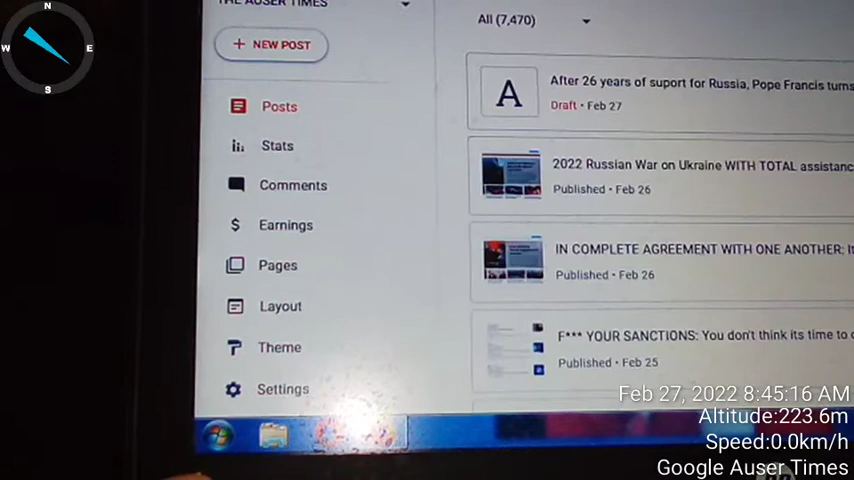 THE AUSER TIMES
+ NEW POST
Posts
Stats
Comments
Earnings
Pages
Layout
Theme
Settings
All (7,470)
A
After 26 years of suport for Russia, Pope Francis turns
Draft • Feb 27
2022 Russian War on Ukraine WITH TOTAL assistanc
Published • Feb 26
IN COMPLETE AGREEMENT WITH ONE ANOTHER: It
Published • Feb 26
F*** YOUR SANCTIONS: You don't think its time to
Published • Feb 25
N
W
E
S
Feb 27, 2022 8:45:16 AM
Altitude:223.6m
Speed:0.0km/h
Google Auser Times